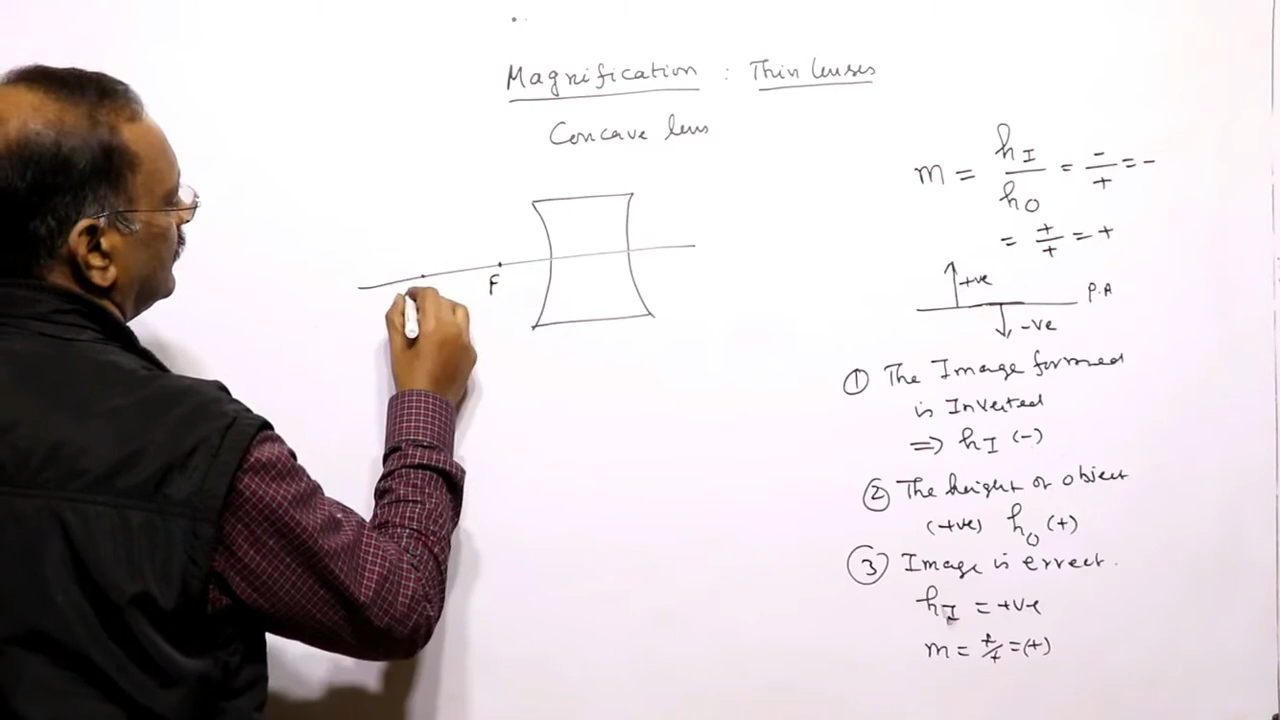 Magnification : Thin lenses
Concave lens
F
m = hI/hO = -/+ = -
= +/+ = +
+ve
P.A
-ve
① The Image formed
is Inverted
⇒ hI (-)
② The height of object
(+ve) hO (+)
③ Image is errect.
hI = +ve
m = +/+ = (+)